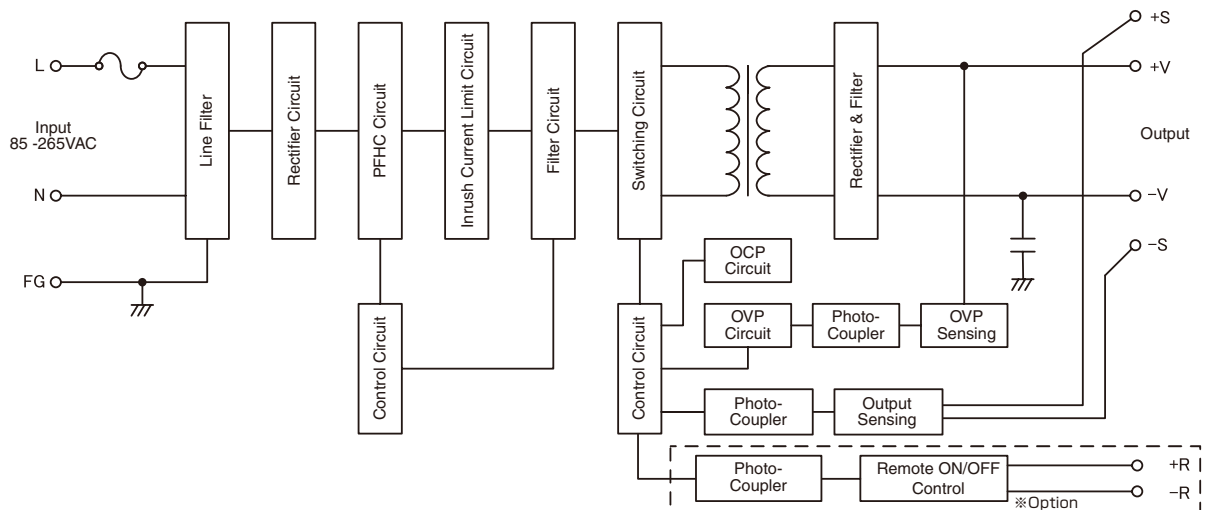 L
Input
85 -265VAC
N
FG
Line Filter
Rectifier Circuit
PFHC Circuit
Inrush Current Limit Circuit
Filter Circuit
Switching Circuit
Rectifier & Filter
+S
+V
Output
−V
−S
Control Circuit
Control Circuit
OCP
Circuit
OVP
Circuit
Photo-
Coupler
OVP
Sensing
Photo-
Coupler
Output
Sensing
Photo-
Coupler
Remote ON/OFF
Control
+R
−R
※Option